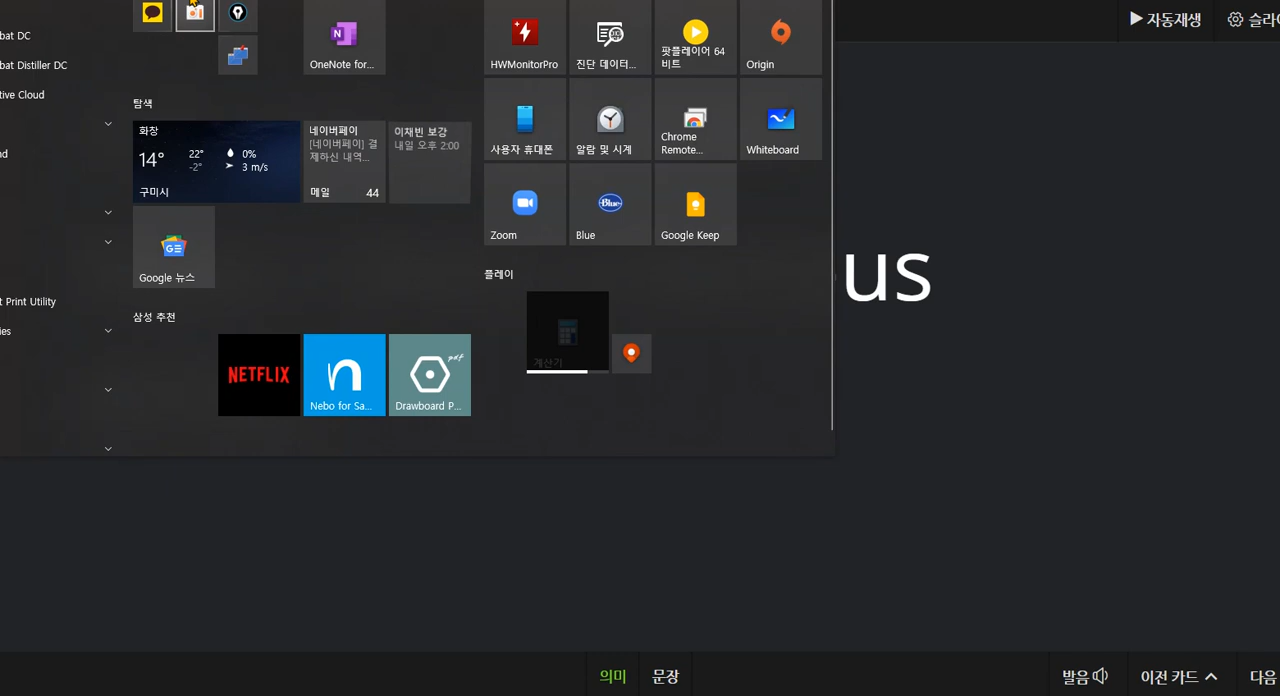 bat DC
bat Distiller DC
tive Cloud
nd
t Print Utility
ies
OneNote for...
탐색
화창
14°
22°
-2°
0%
3 m/s
구미시
네이버페이
[네이버페이] 결
제하신 내역...
메일 44
이재빈 보강
내일 오후 2:00
Google 뉴스
삼성 추천
NETFLIX
Nebo for Sa...
Drawboard P...
HWMonitorPro
진단 데이터...
팟플레이어 64
비트
Origin
사용자 휴대폰
알람 및 시계
Chrome
Remote...
Whiteboard
Zoom
Blue
Blue
Google Keep
플레이
계산기
us
자동재생
슬라이
의미
문장
발음
이전 카드
다음